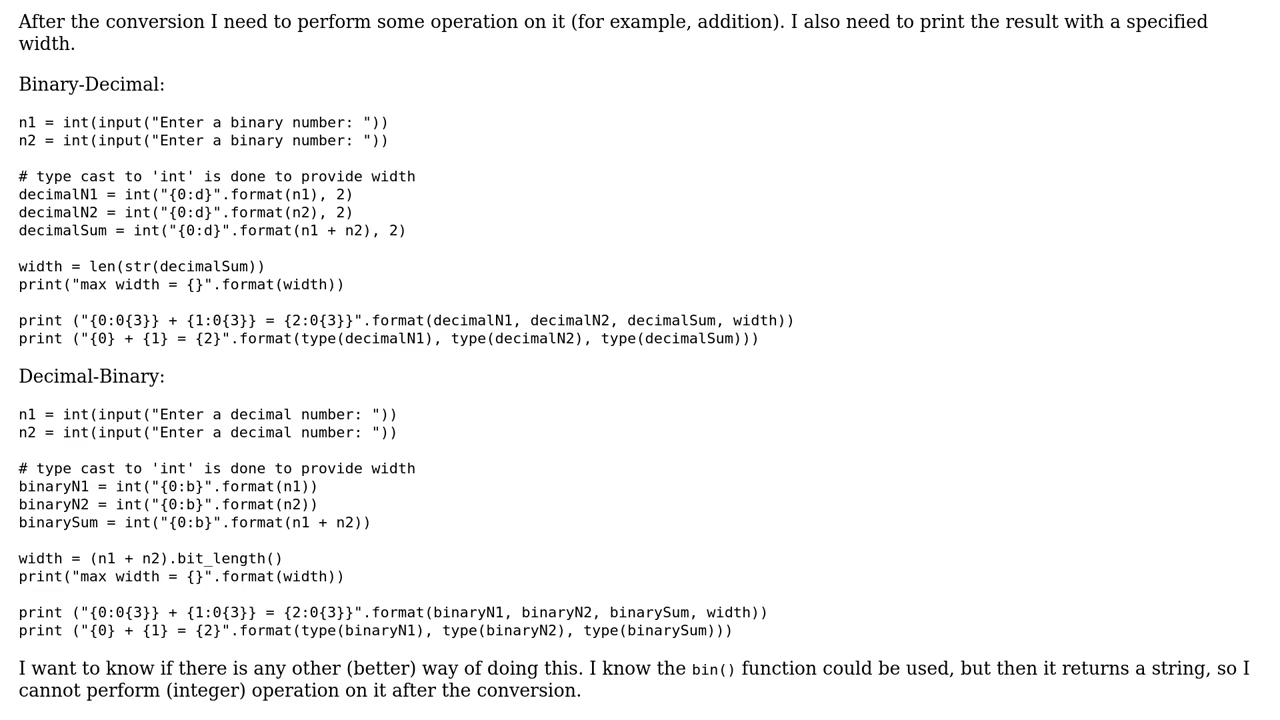 After the conversion I need to perform some operation on it (for example, addition). I also need to print the result with a specified
width.
Binary-Decimal:
n1 = int(input("Enter a binary number: "))
n2 = int(input("Enter a binary number: "))
# type cast to 'int' is done to provide width
decimalN1 = int("{0:d}".format(n1), 2)
decimalN2 = int("{0:d}".format(n2), 2)
decimalSum = int("{0:d}".format(n1 + n2), 2)
width = len(str(decimalSum))
print("max width = {}".format(width))
print ("{0:0{3}} + {1:0{3}} = {2:0{3}}".format(decimalN1, decimalN2, decimalSum, width))
print ("{0} + {1} = {2}".format(type(decimalN1), type(decimalN2), type(decimalSum)))
Decimal-Binary:
n1 = int(input("Enter a decimal number: "))
n2 = int(input("Enter a decimal number: "))
# type cast to 'int' is done to provide width
binaryN1 = int("{0:b}".format(n1))
binaryN2 = int("{0:b}".format(n2))
binarySum = int("{0:b}".format(n1 + n2))
width = (n1 + n2).bit_length()
print("max width = {}".format(width))
print ("{0:0{3}} + {1:0{3}} = {2:0{3}}".format(binaryN1, binaryN2, binarySum, width))
print ("{0} + {1} = {2}".format(type(binaryN1), type(binaryN2), type(binarySum)))
I want to know if there is any other (better) way of doing this. I know the bin() function could be used, but then it returns a string, so I
cannot perform (integer) operation on it after the conversion.